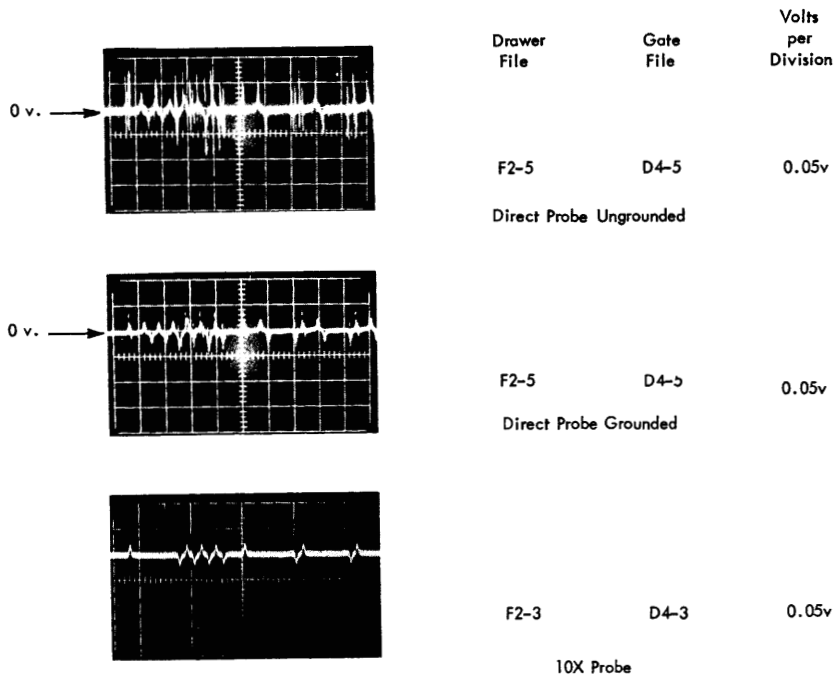 Drawer File
Gate File
Volts per Division
0 v.
F2-5 D4-5 0.05v
Direct Probe Ungrounded
0 v.
F2-5 D4-5 0.05v
Direct Probe Grounded
F2-3 D4-3 0.05v
10X Probe